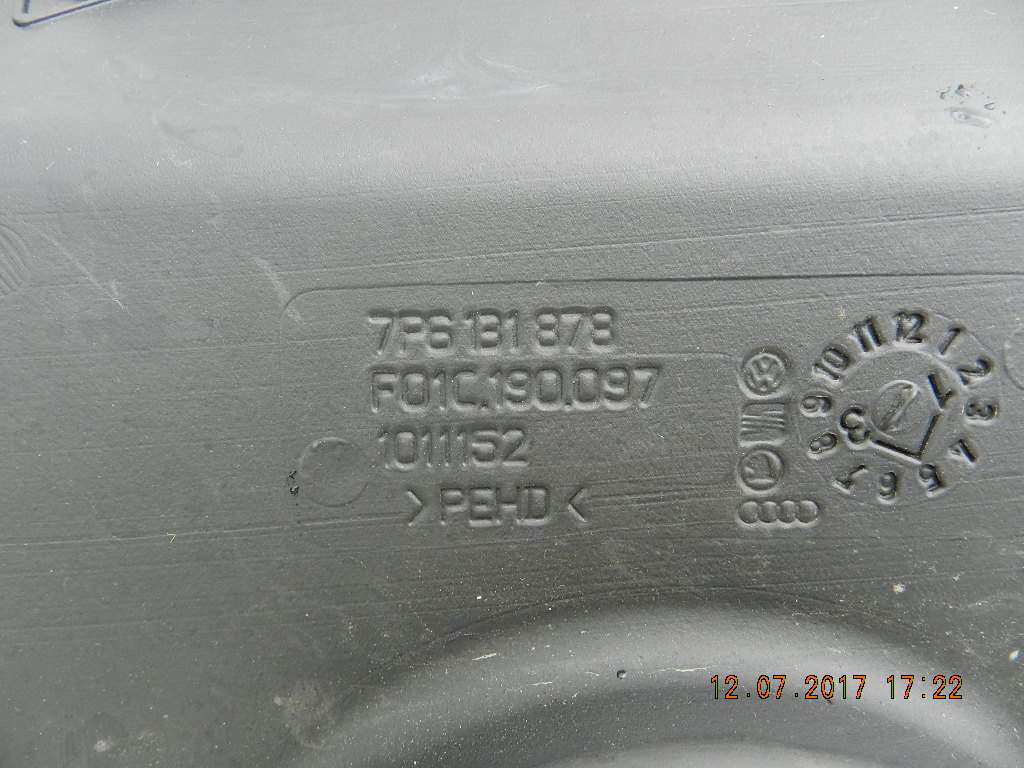 7P6 131 878
F01C.190.097
1011152
>PEHD<
1 2 3 4 5 6 7 8 9 10 11 12
12.07.2017 17:22